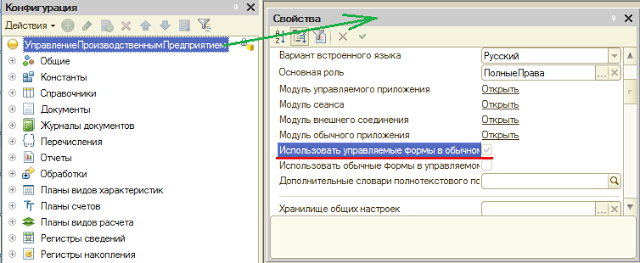 Конфигурация
Действия
УправлениеПроизводственнымПредприятием
Общие
Константы
Справочники
Документы
Журналы документов
Перечисления
Отчеты
Обработки
Планы видов характеристик
Планы счетов
Планы видов расчета
Регистры сведений
Регистры накопления
Свойства
Вариант встроенного языка Русский
Основная роль ПолныеПрава
Модуль управляемого приложения Открыть
Модуль сеанса Открыть
Модуль внешнего соединения Открыть
Модуль обычного приложения Открыть
Использовать управляемые формы в обычном
Использовать обычные формы в управляемом
Дополнительные словари полнотекстового по
Хранилище общих настроек